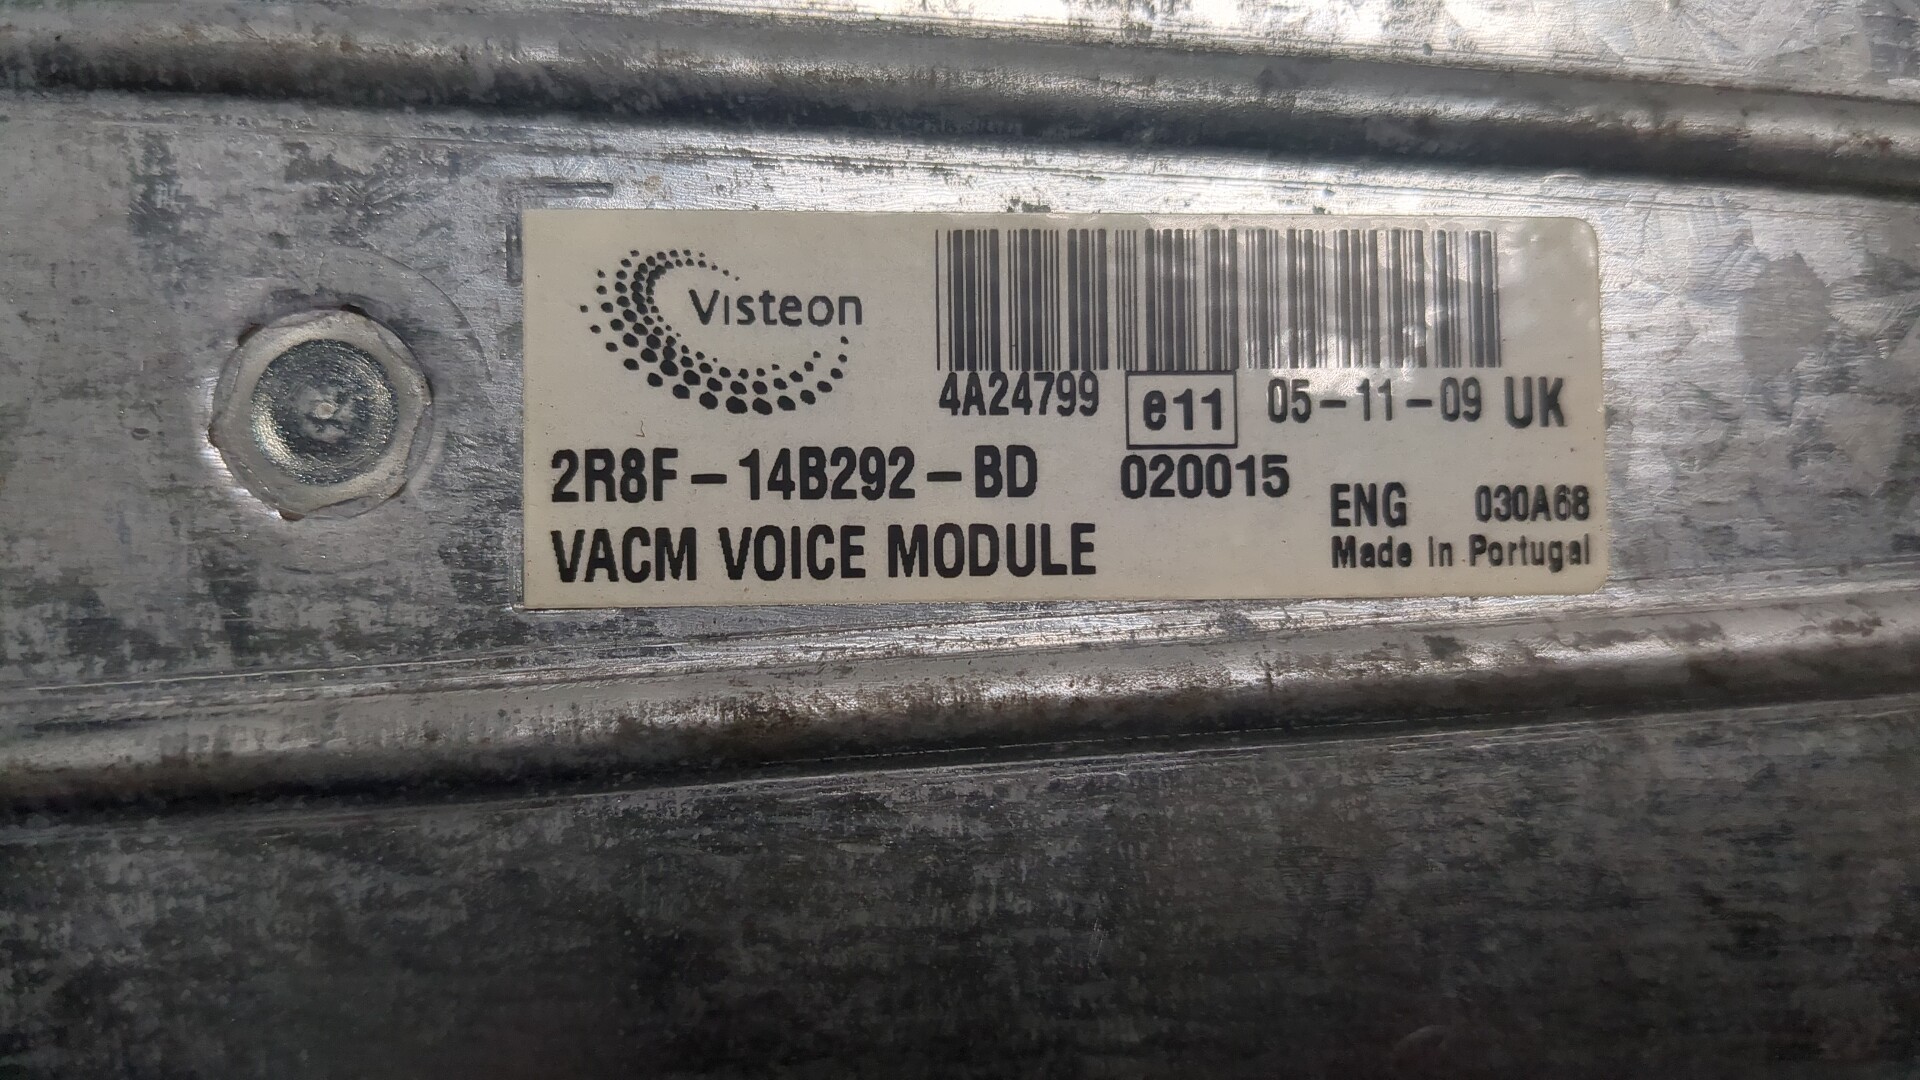 Visteon
4A24799 e11 05-11-09 UK
2R8F-14B292-BD 020015
VACM VOICE MODULE
ENG 030A68
Made in Portugal